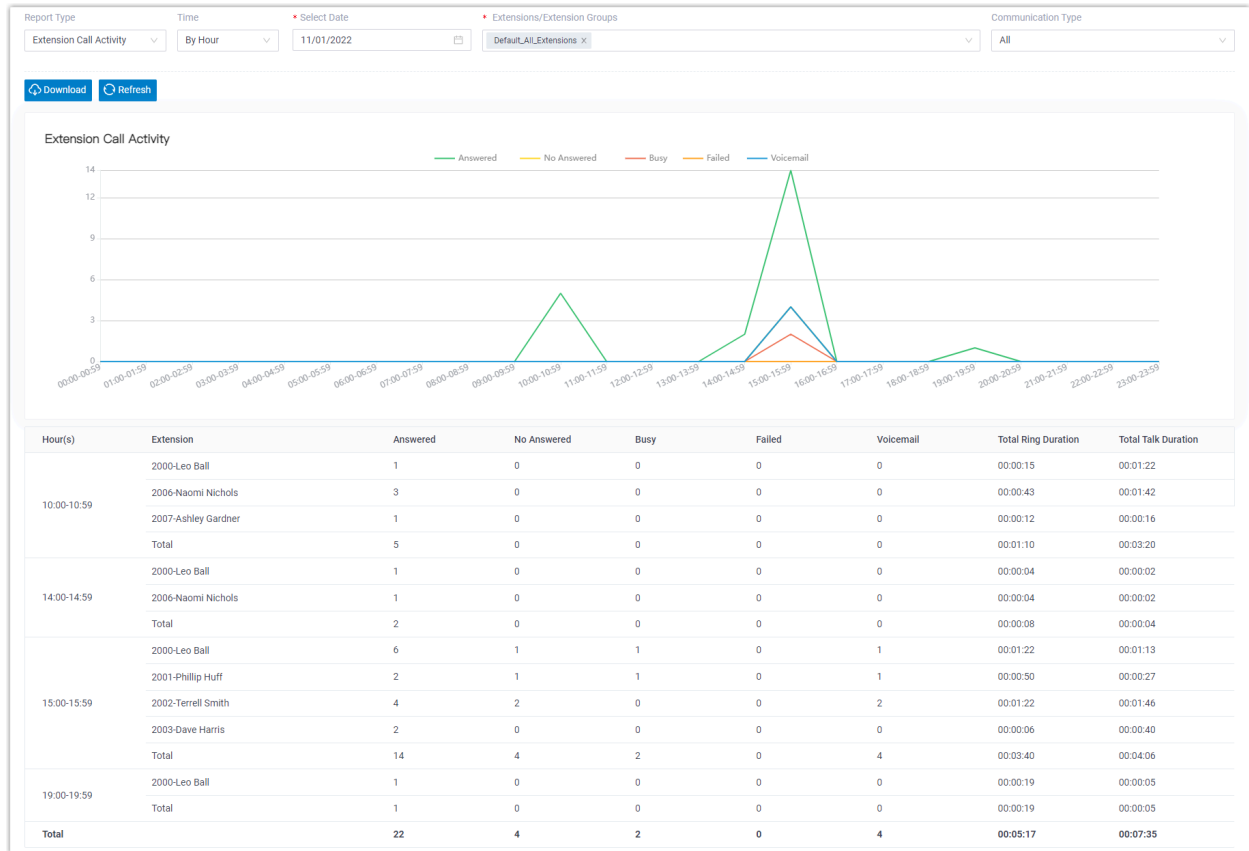 Report Type Time * Select Date * Extensions/Extension Groups Communication Type
Extension Call Activity By Hour 11/01/2022 Default_All_Extensions × All
Download Refresh
Extension Call Activity
Answered No Answered Busy Failed Voicemail
14
12
9
6
3
0
00:00-00:59 01:00-01:59 02:00-02:59 03:00-03:59 04:00-04:59 05:00-05:59 06:00-06:59 07:00-07:59 08:00-08:59 09:00-09:59 10:00-10:59 11:00-11:59 12:00-12:59 13:00-13:59 14:00-14:59 15:00-15:59 16:00-16:59 17:00-17:59 18:00-18:59 19:00-19:59 20:00-20:59 21:00-21:59 22:00-22:59 23:00-23:59
Hour(s) Extension Answered No Answered Busy Failed Voicemail Total Ring Duration Total Talk Duration
2000-Leo Ball 1 0 0 0 0 00:00:15 00:01:22
2006-Naomi Nichols 3 0 0 0 0 00:00:43 00:01:42
10:00-10:59
2007-Ashley Gardner 1 0 0 0 0 00:00:12 00:00:16
Total 5 0 0 0 0 00:01:10 00:03:20
2000-Leo Ball 1 0 0 0 0 00:00:04 00:00:02
14:00-14:59 2006-Naomi Nichols 1 0 0 0 0 00:00:04 00:00:02
Total 2 0 0 0 0 00:00:08 00:00:04
2000-Leo Ball 6 1 1 0 1 00:01:22 00:01:13
2001-Phillip Huff 2 1 1 0 1 00:00:50 00:00:27
15:00-15:59 2002-Terrell Smith 4 2 0 0 2 00:01:22 00:01:46
2003-Dave Harris 2 0 0 0 0 00:00:06 00:00:40
Total 14 4 2 0 4 00:03:40 00:04:06
2000-Leo Ball 1 0 0 0 0 00:00:19 00:00:05
19:00-19:59
Total 1 0 0 0 0 00:00:19 00:00:05
Total 22 4 2 0 4 00:05:17 00:07:35